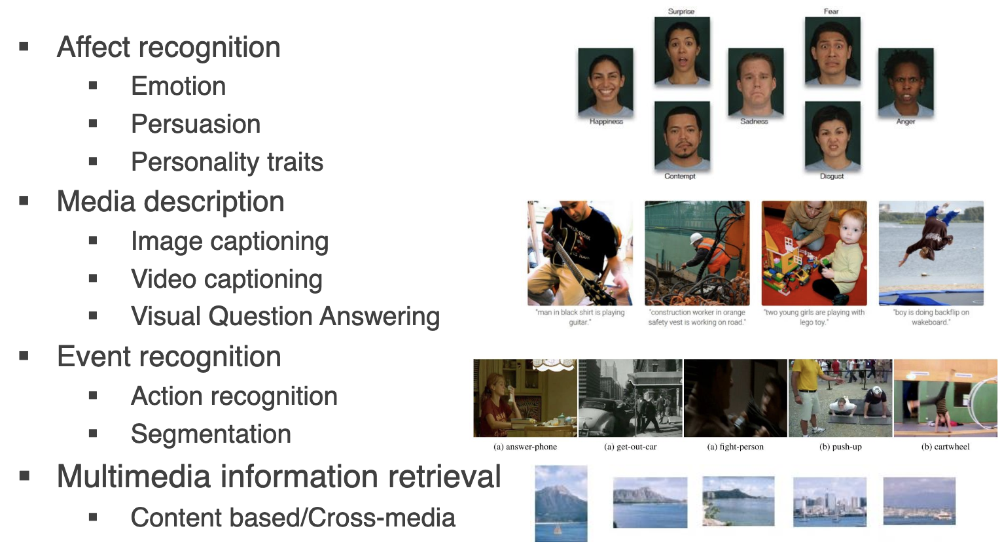 Affect recognition
Emotion
Persuasion
Personality traits
Media description
Image captioning
Video captioning
Visual Question Answering
Event recognition
Action recognition
Segmentation
Multimedia information retrieval
Content based/Cross-media
Surprise
Fear
Happiness
Sadness
Anger
Contempt
Disgust
"man in black shirt is playing
guitar."
"construction worker in orange
safety vest is working on road."
"two young girls are playing with
lego toy."
"boy is doing backflip on
wakeboard."
(a) answer-phone
(a) get-out-car
(a) fight-person
(b) push-up
(b) cartwheel